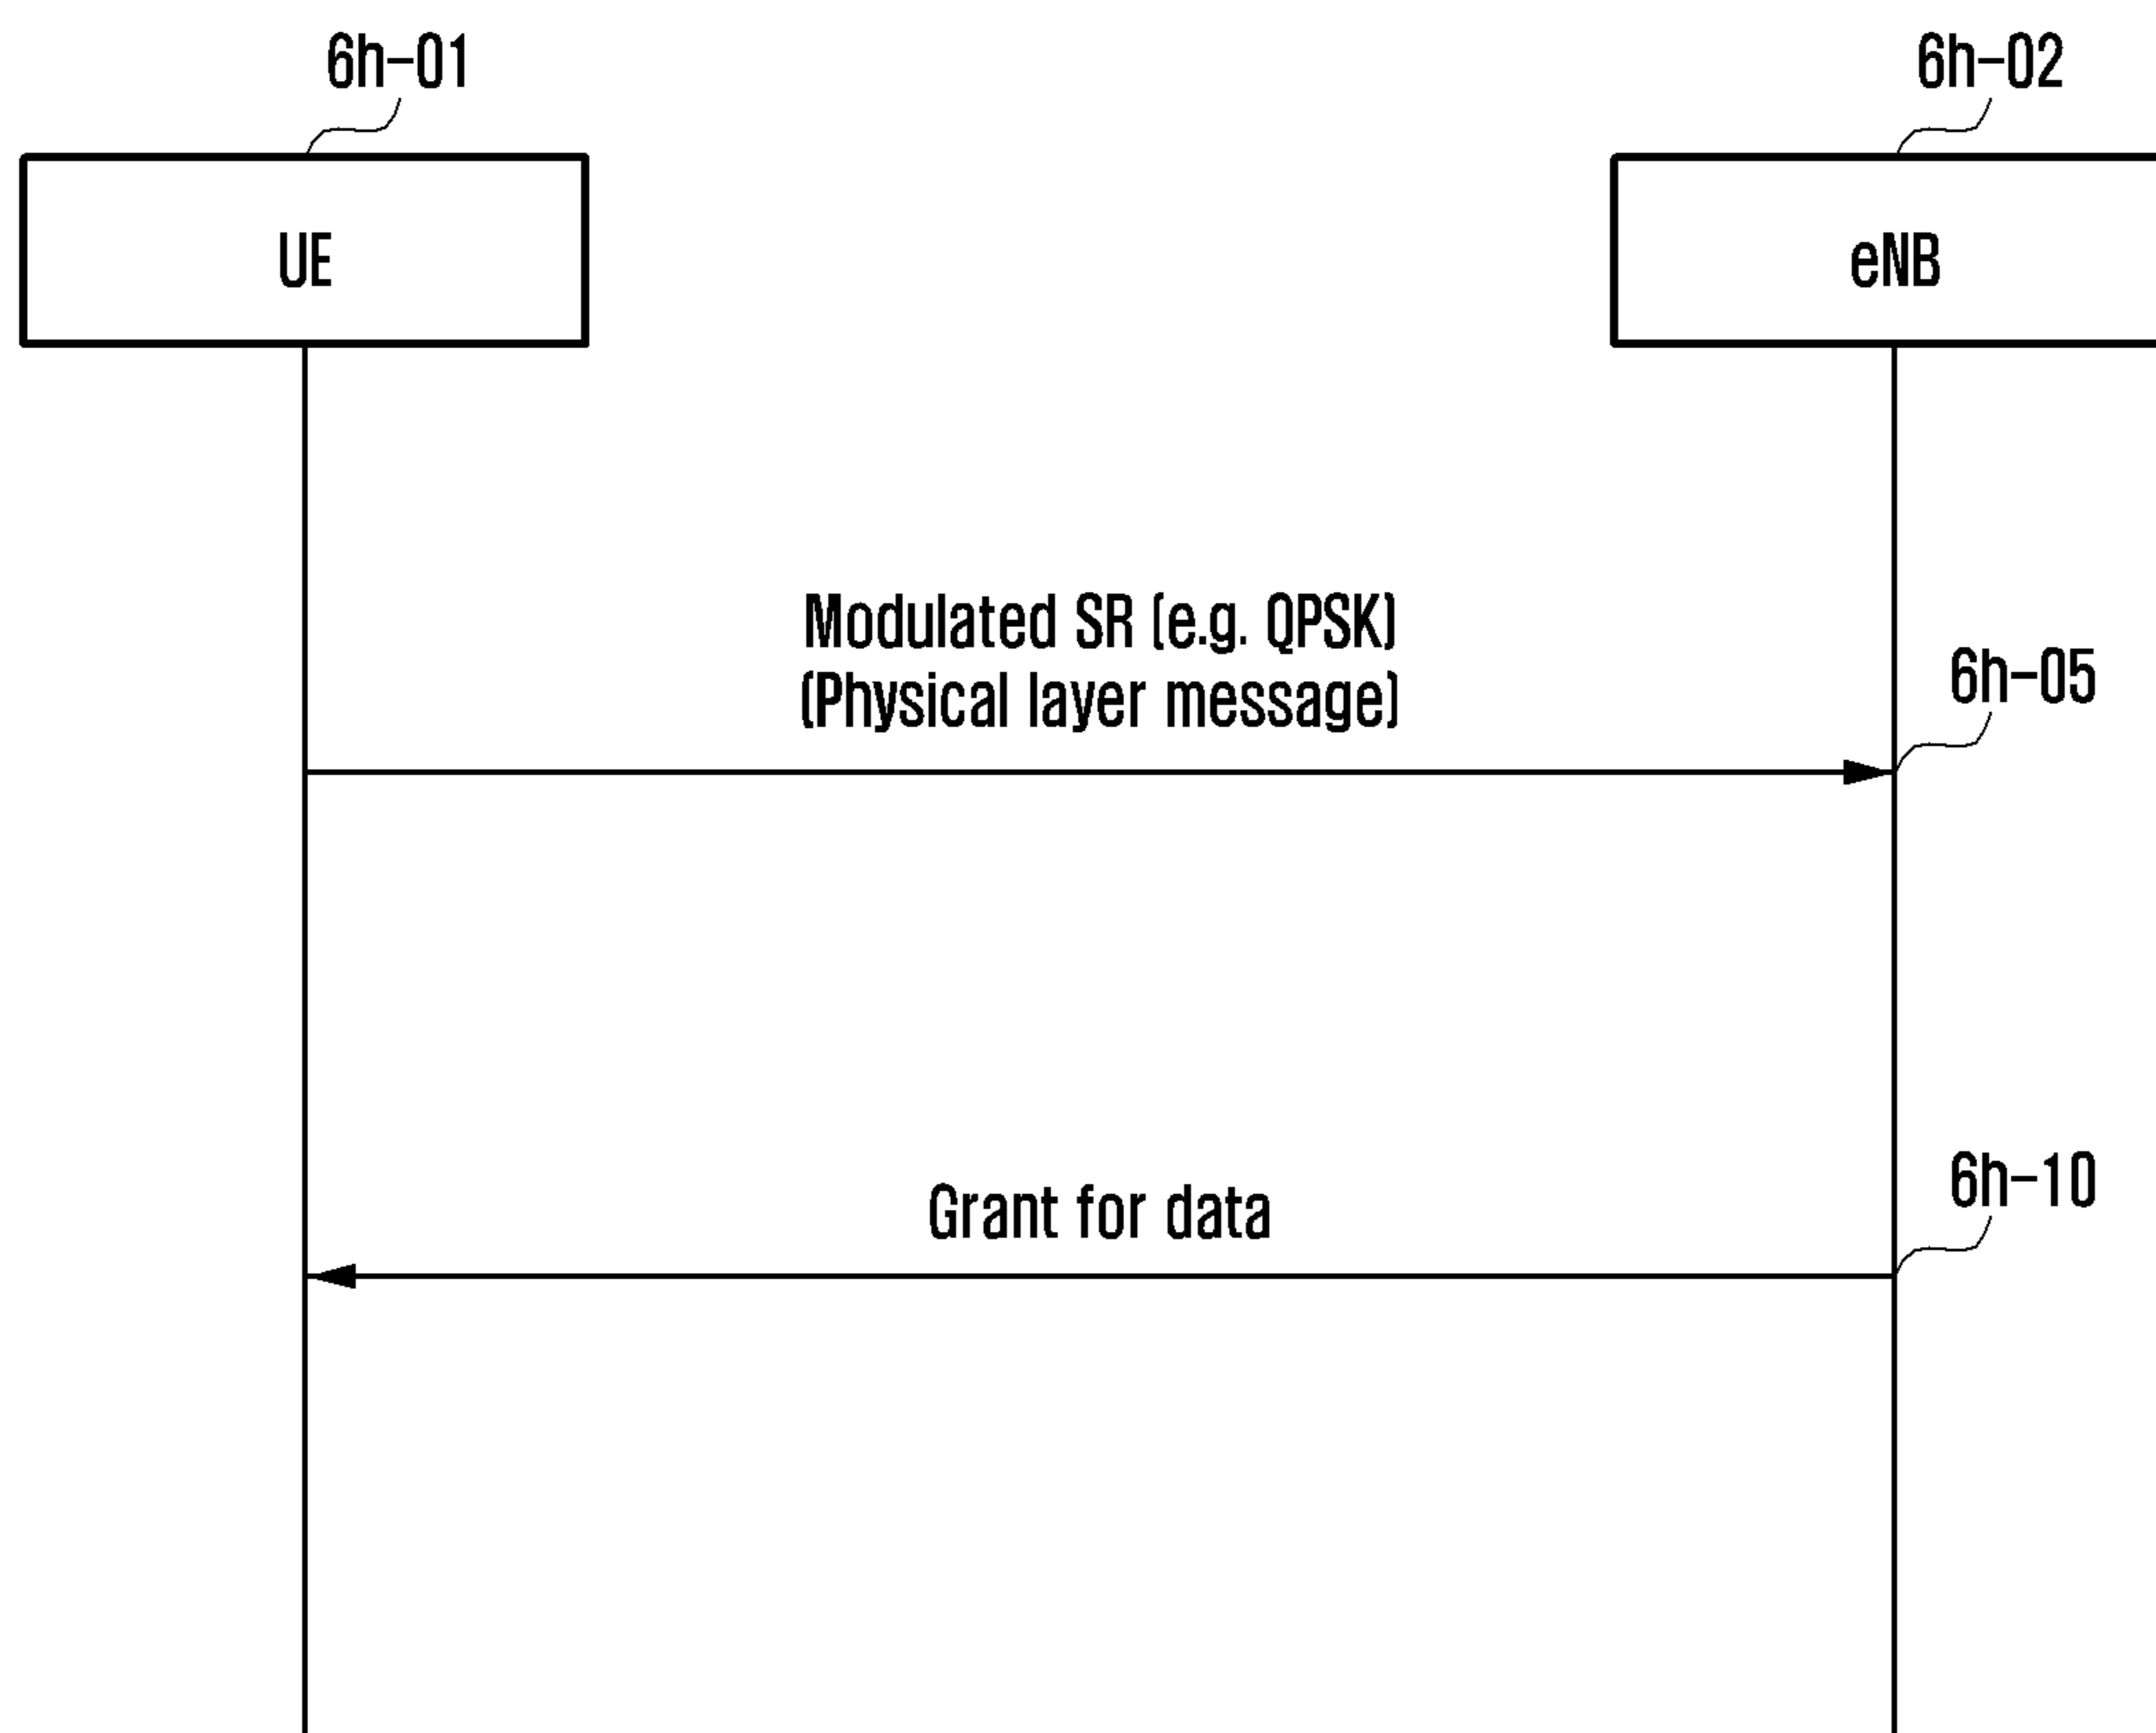 6h-01
6h-02
UE
eNB
Modulated SR (e.g. QPSK)
(Physical layer message)
6h-05
Grant for data
6h-10